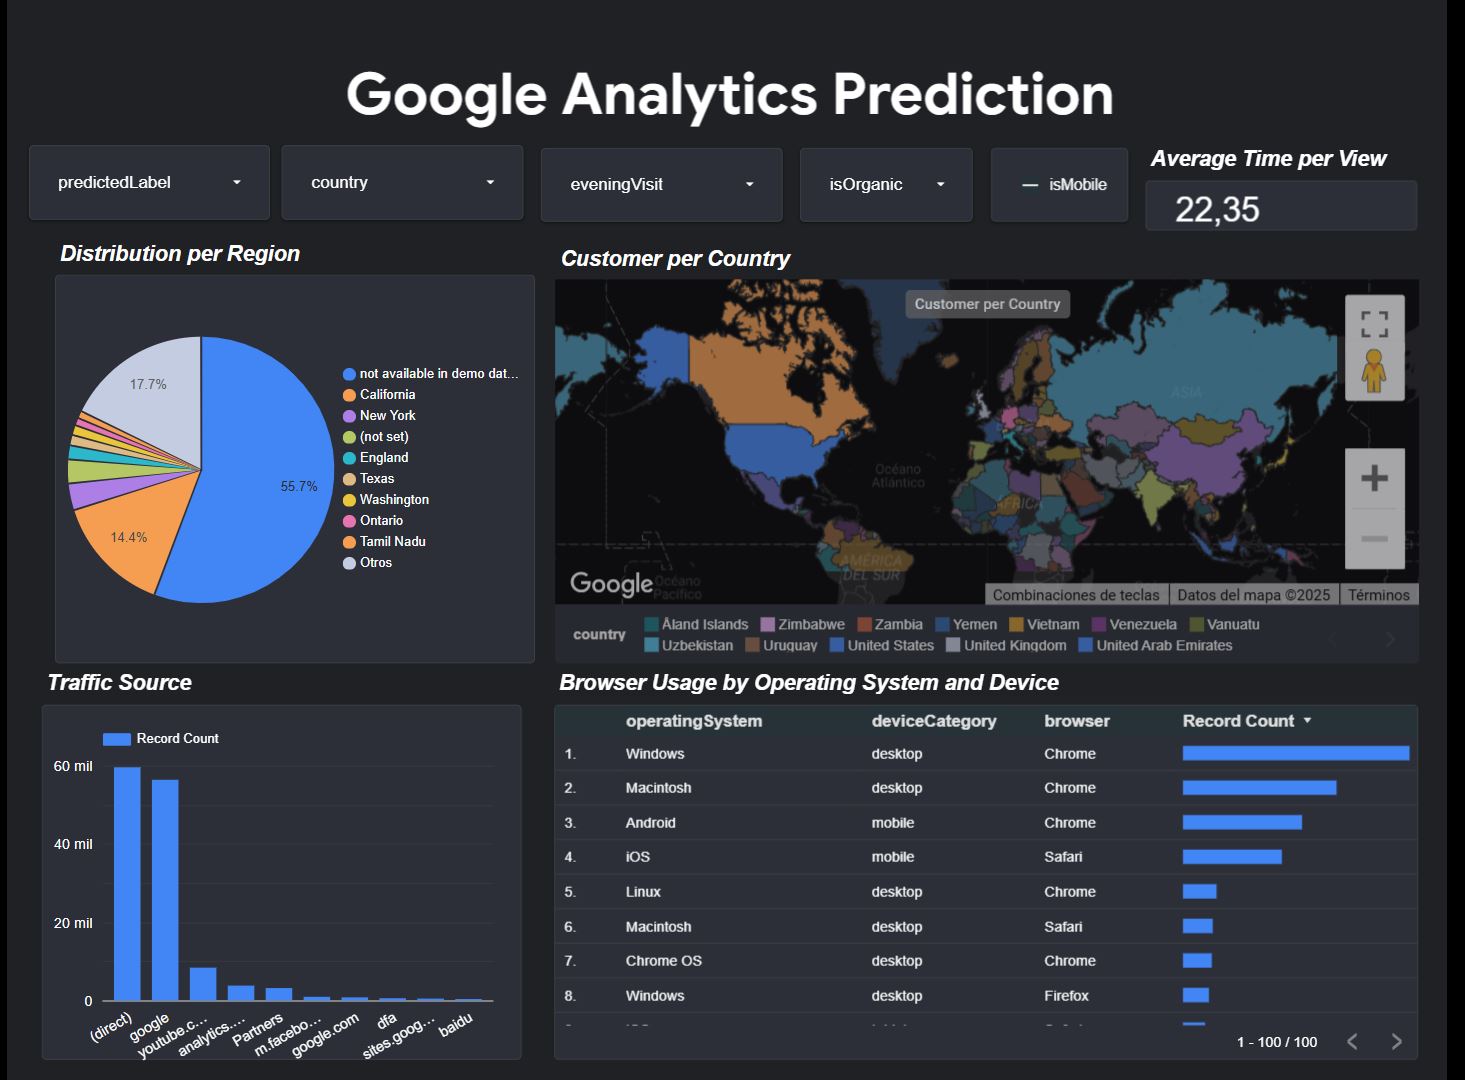 Google Analytics Prediction
predictedLabel
country
eveningVisit
isOrganic
isMobile
Average Time per View
22,35
Distribution per Region
17.7%
55.7%
14.4%
not available in demo dat...
California
New York
(not set)
England
Texas
Washington
Ontario
Tamil Nadu
Otros
Customer per Country
Customer per Country
ASIA
Océano
Atlántico
ÁFRICA
AMÉRICA
DEL SUR
Google
Océano
Pacífico
Combinaciones de teclas
Datos del mapa ©2025
Términos
country
Åland Islands Zimbabwe Zambia Yemen Vietnam Venezuela Vanuatu
Uzbekistan Uruguay United States United Kingdom United Arab Emirates
Traffic Source
Record Count
60 mil
40 mil
20 mil
0
(direct)
google
youtube.c...
analytics....
Partners
m.facebo...
google.com
dfa
sites.goog...
baidu
Browser Usage by Operating System and Device
operatingSystem deviceCategory browser Record Count
1. Windows desktop Chrome
2. Macintosh desktop Chrome
3. Android mobile Chrome
4. iOS mobile Safari
5. Linux desktop Chrome
6. Macintosh desktop Safari
7. Chrome OS desktop Chrome
8. Windows desktop Firefox
1 - 100 / 100